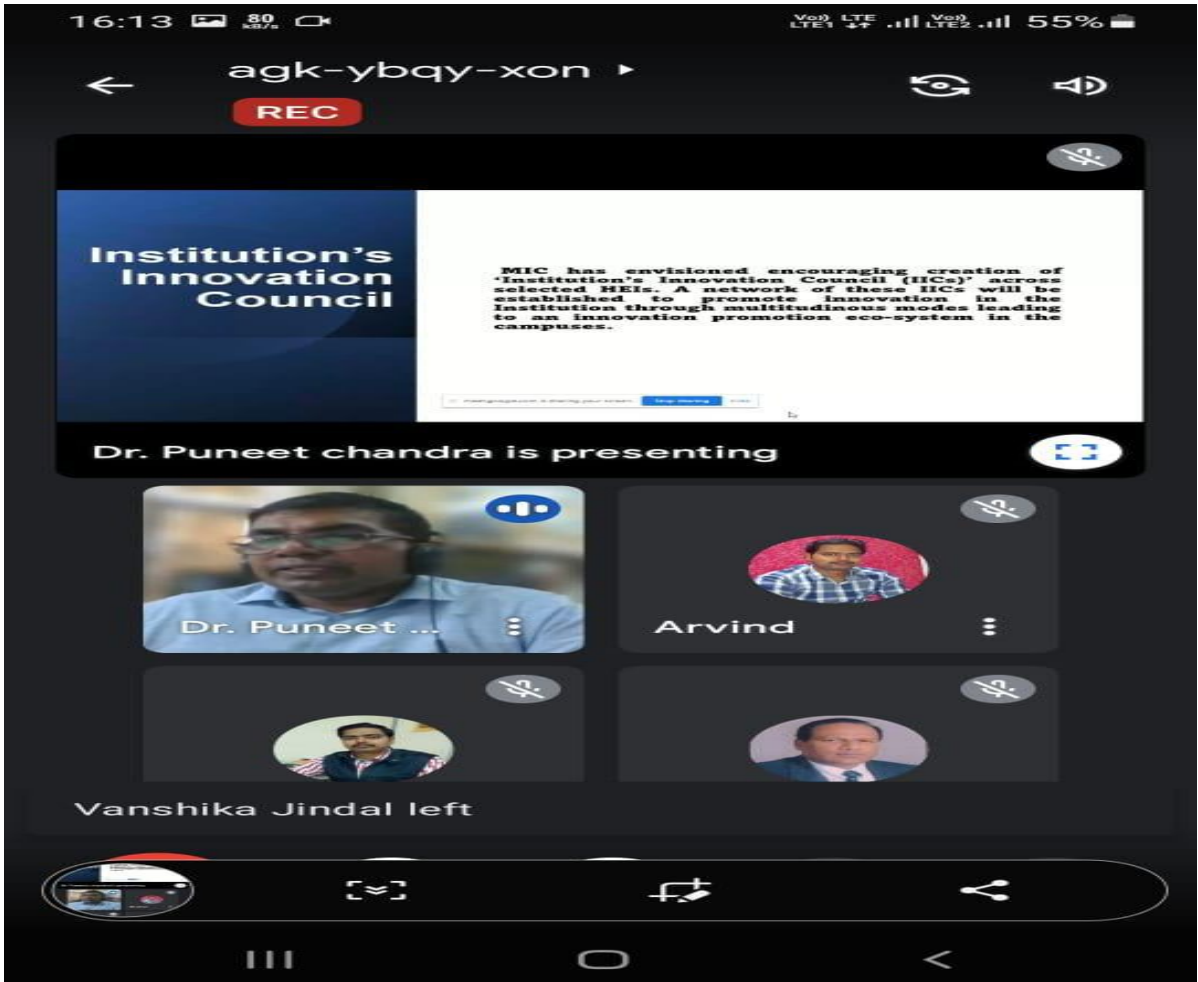 16:13 80 KB/s Vo)) LTE1 LTE Vo)) LTE2 55%
agk-ybqy-xon
REC
Institution's
Innovation
Council
MIC has envisioned encouraging creation of
'Institution's Innovation Council (IICs)' across
selected HEIs. A network of these IICs will be
established to promote innovation in the
Institution through multitudinous modes leading
to an innovation promotion eco-system in the
campuses.
Stop sharing
Dr. Puneet chandra is presenting
Dr. Puneet ...
Arvind
Vanshika Jindal left